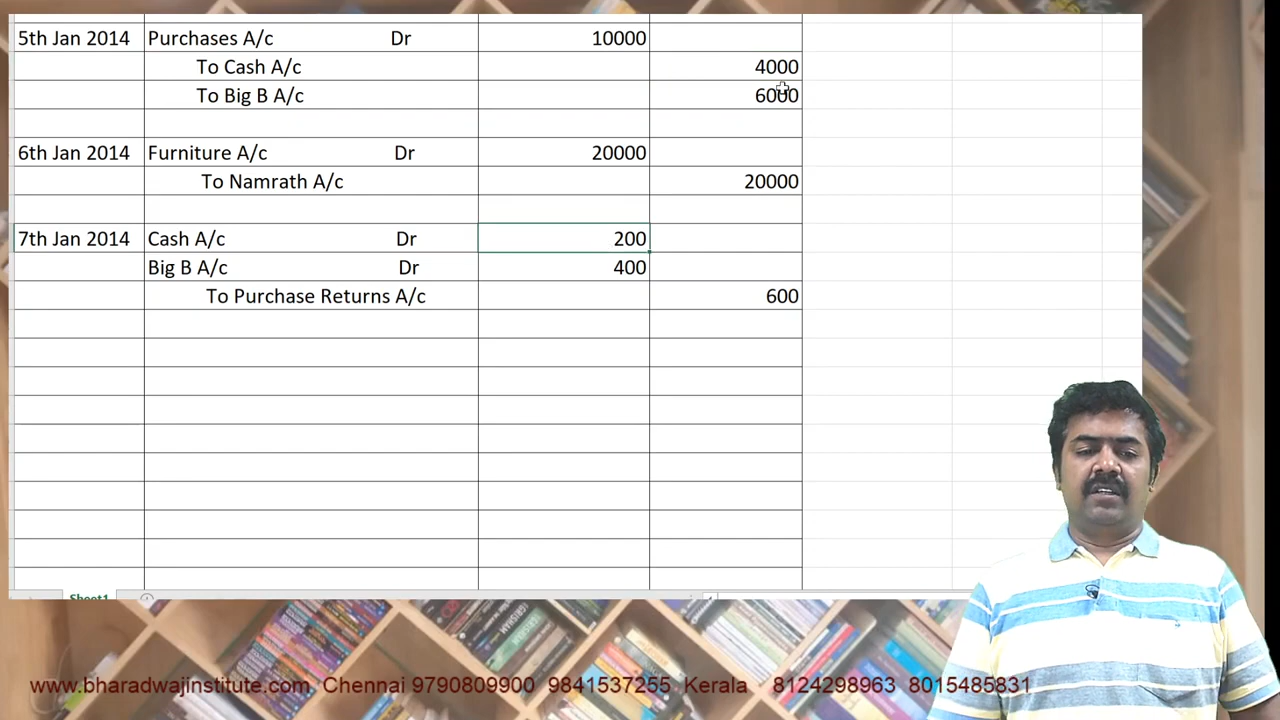 5th Jan 2014 Purchases A/c Dr 10000
To Cash A/c 4000
To Big B A/c 6000
6th Jan 2014 Furniture A/c Dr 20000
To Namrath A/c 20000
7th Jan 2014 Cash A/c Dr 200
Big B A/c Dr 400
To Purchase Returns A/c 600
Sheet1
GRISHAM
www.bharadwajinstitute.com Chennai 9840809900 9841537255 Kerala 8124298963 8015485831